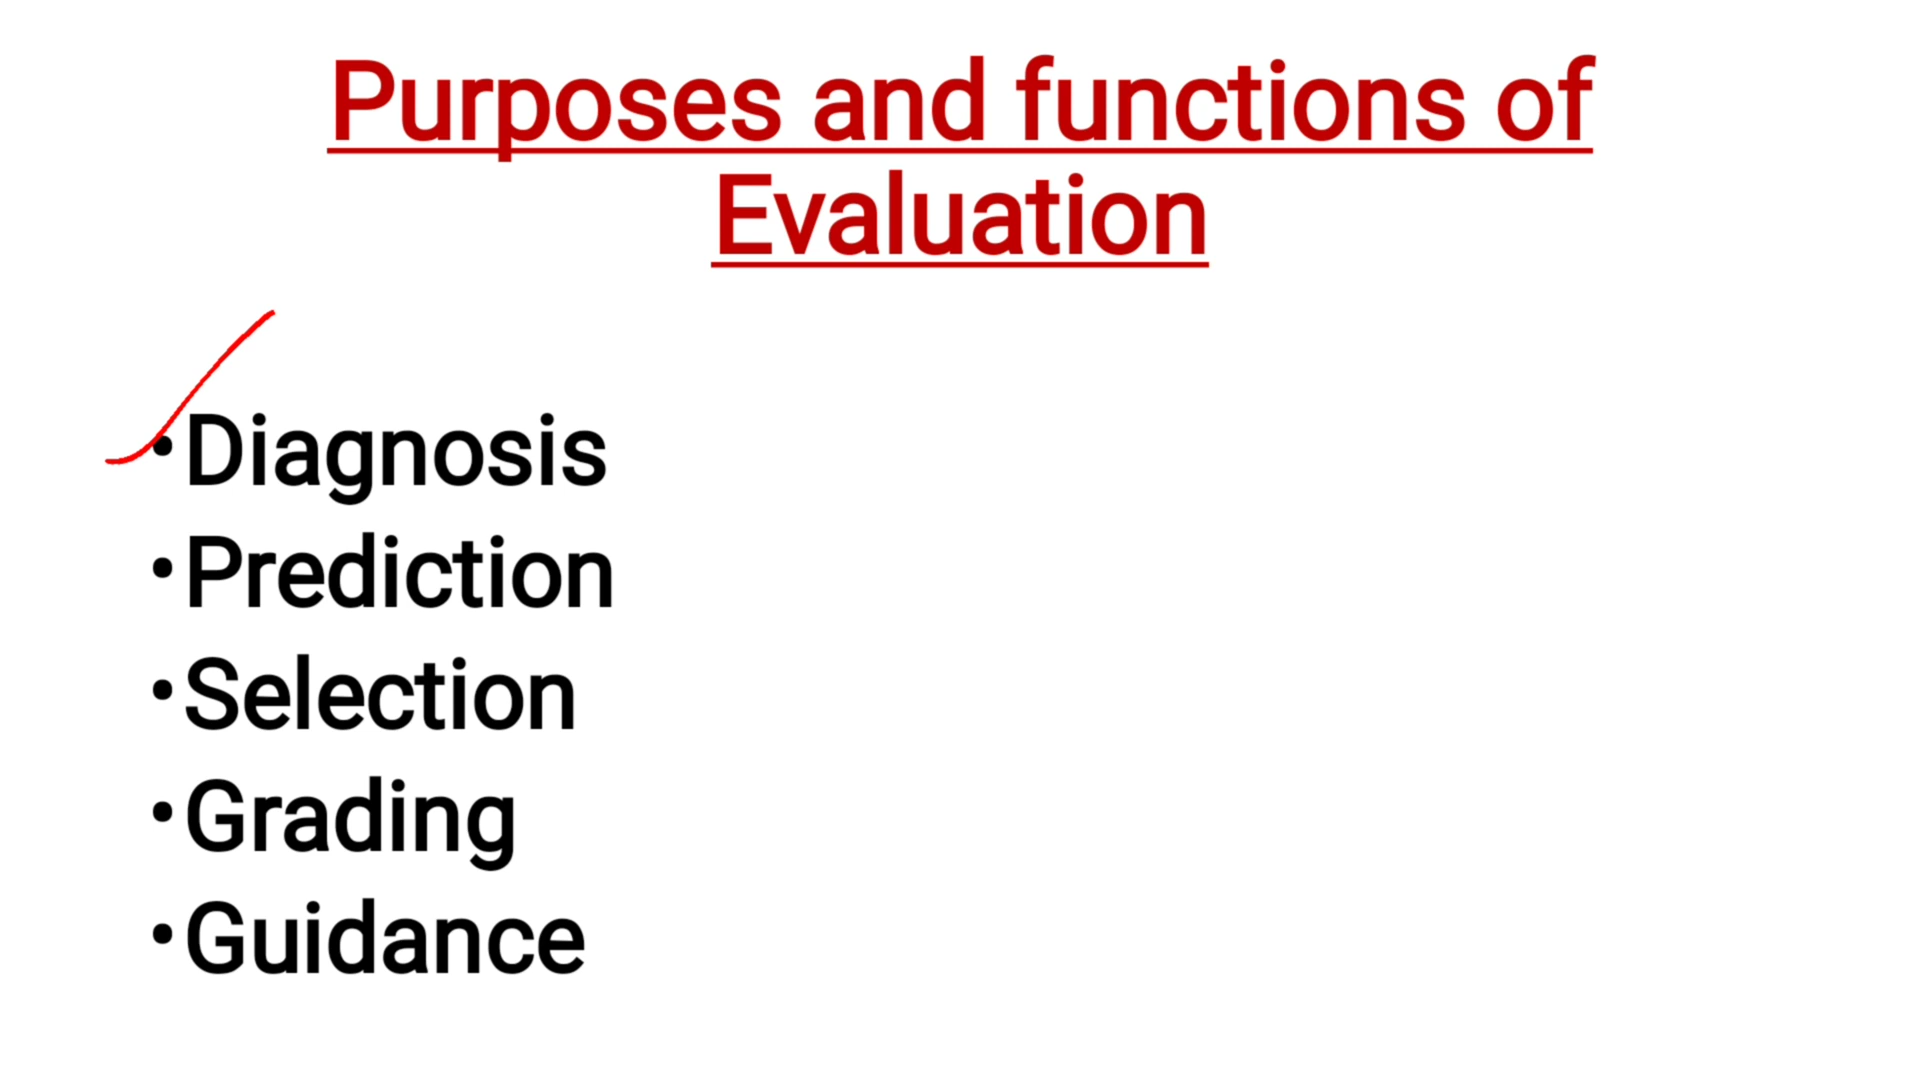 Purposes and functions of
Evaluation
•Diagnosis
•Prediction
•Selection
•Grading
•Guidance